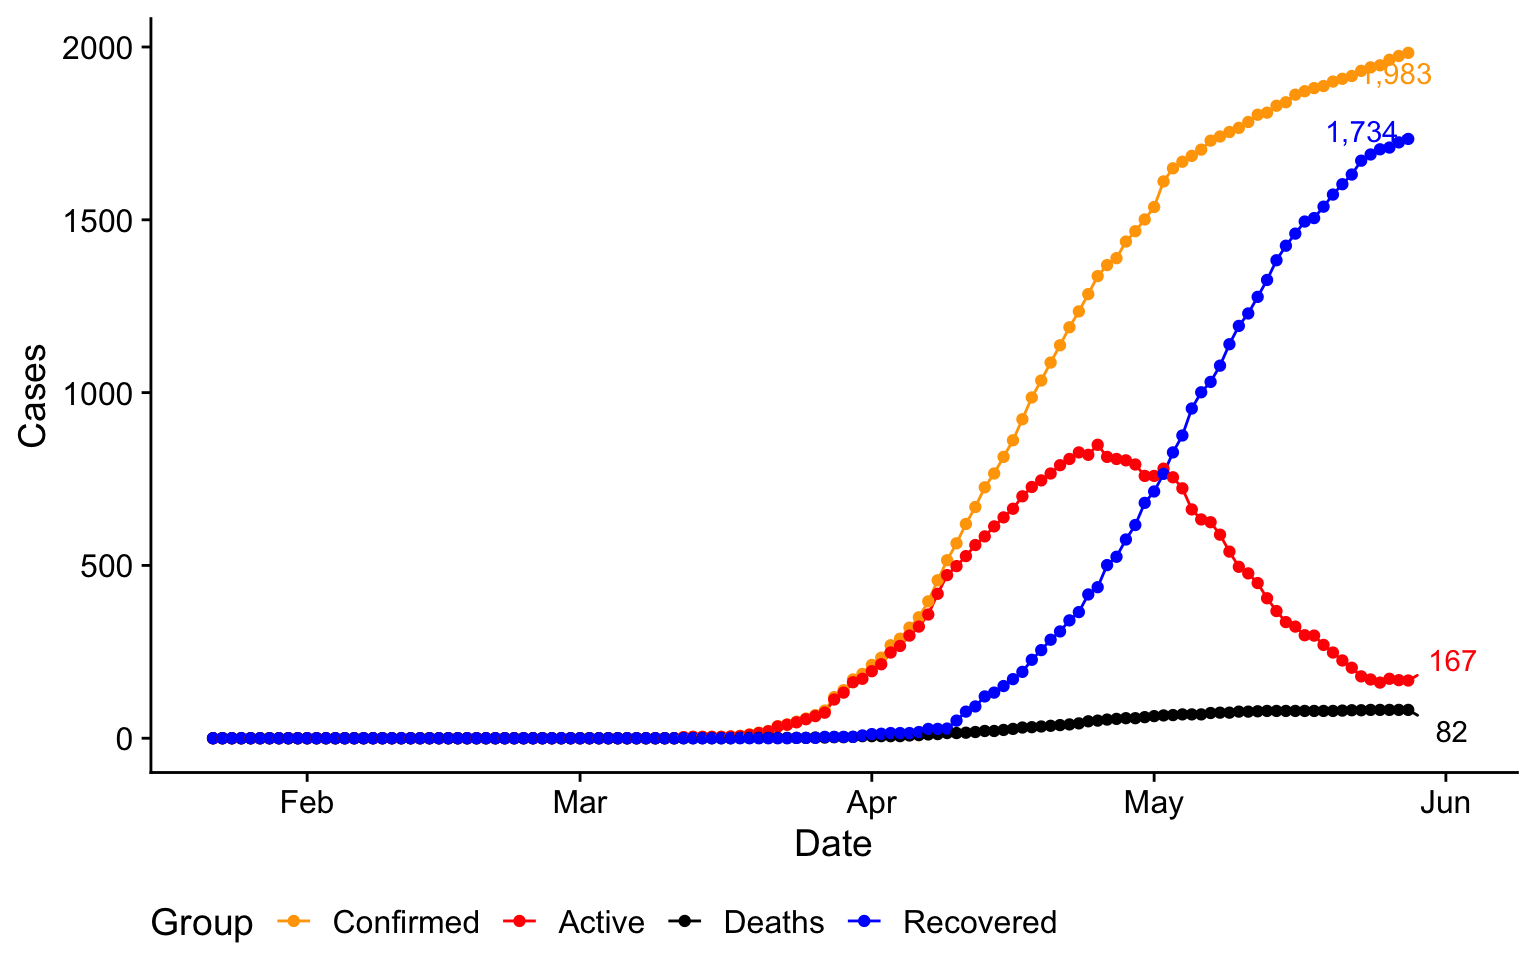 2000
1,983
1,734
1500
Cases
1000
500
167
82
0
Feb Mar Apr May Jun
Date
Group Confirmed Active Deaths Recovered